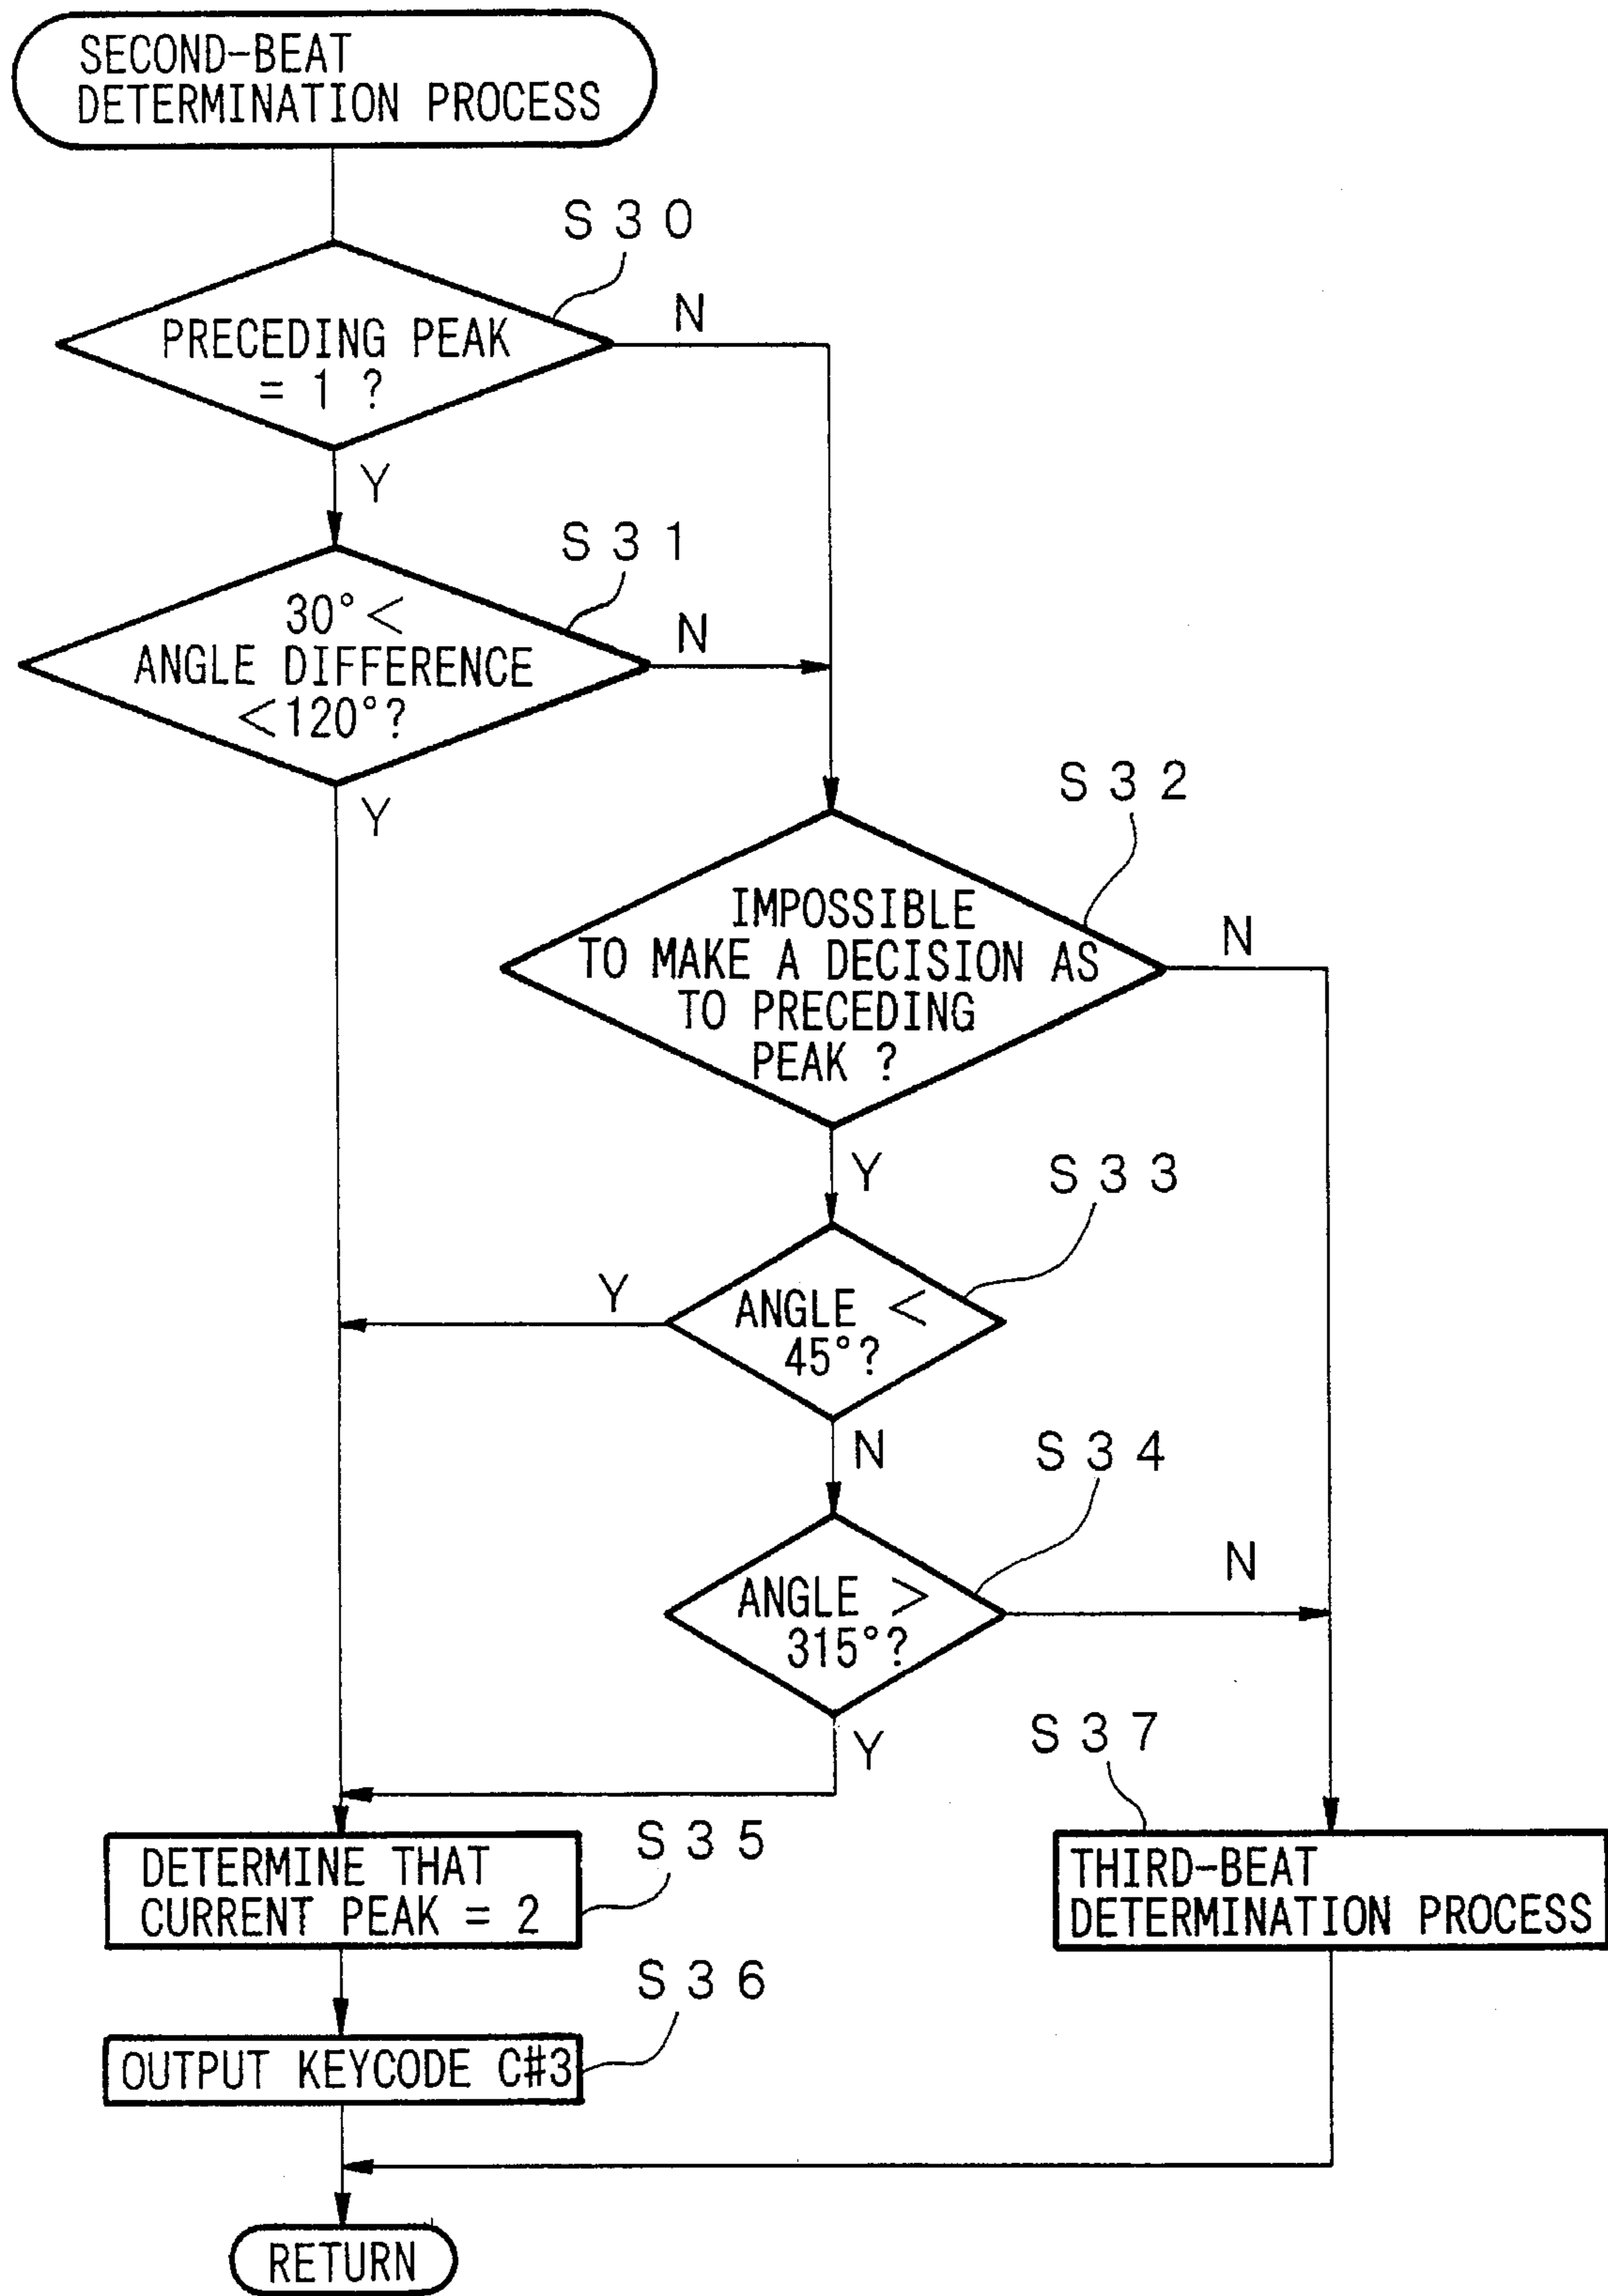 SECOND-BEAT
DETERMINATION PROCESS
S30
PRECEDING PEAK
= 1 ?
N
Y
S31
30° <
ANGLE DIFFERENCE
<120°?
N
Y
S32
IMPOSSIBLE
TO MAKE A DECISION AS
TO PRECEDING
PEAK ?
N
Y
S33
ANGLE <
45°?
Y
N
S34
ANGLE >
315°?
N
Y
S35
DETERMINE THAT
CURRENT PEAK = 2
S37
THIRD-BEAT
DETERMINATION PROCESS
S36
OUTPUT KEYCODE C#3
RETURN